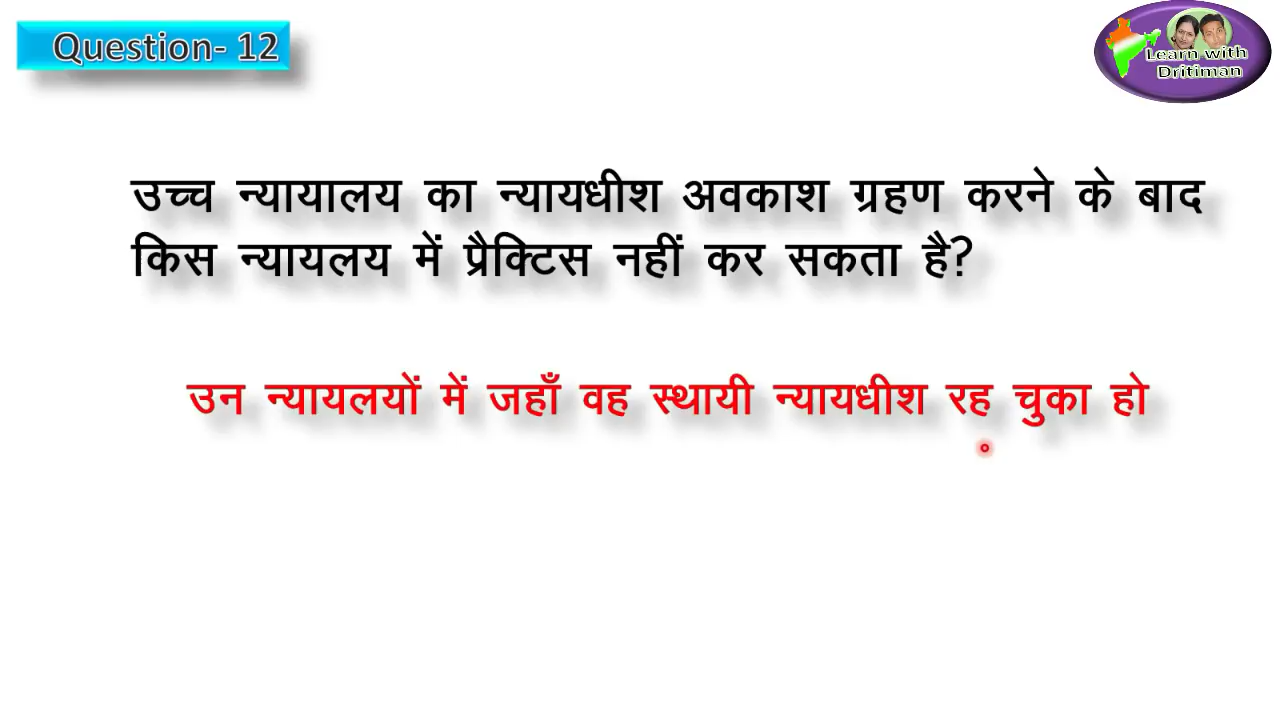 Question- 12
Learn with
Dritiman
उच्च न्यायालय का न्यायधीश अवकाश ग्रहण करने के बाद
किस न्यायलय में प्रैक्टिस नहीं कर सकता है?
उन न्यायलयों में जहाँ वह स्थायी न्यायधीश रह चुका हो